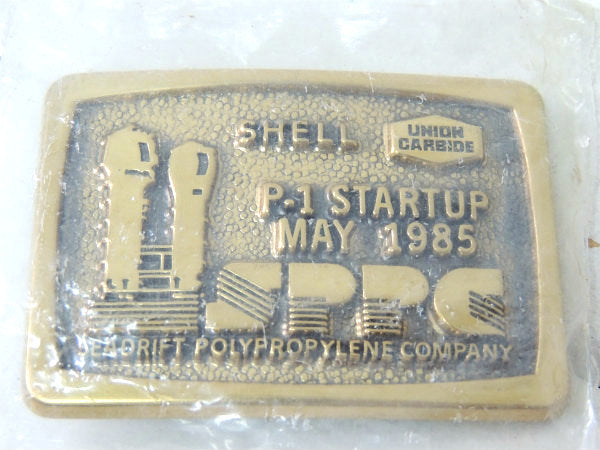 SHELL
UNION
CARBIDE
P-1 STARTUP
MAY 1985
SPPC
SEADRIFT POLYPROPYLENE COMPANY